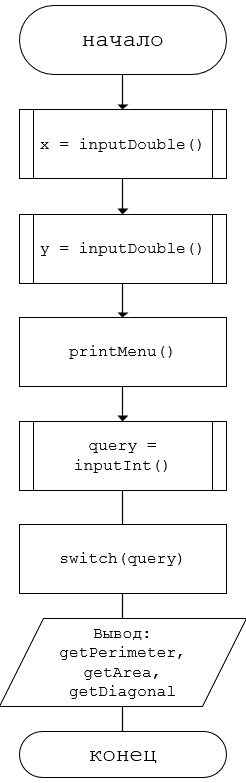 начало
x = inputDouble()
y = inputDouble()
printMenu()
query =
inputInt()
switch(query)
Вывод:
getPerimeter,
getArea,
getDiagonal
конец